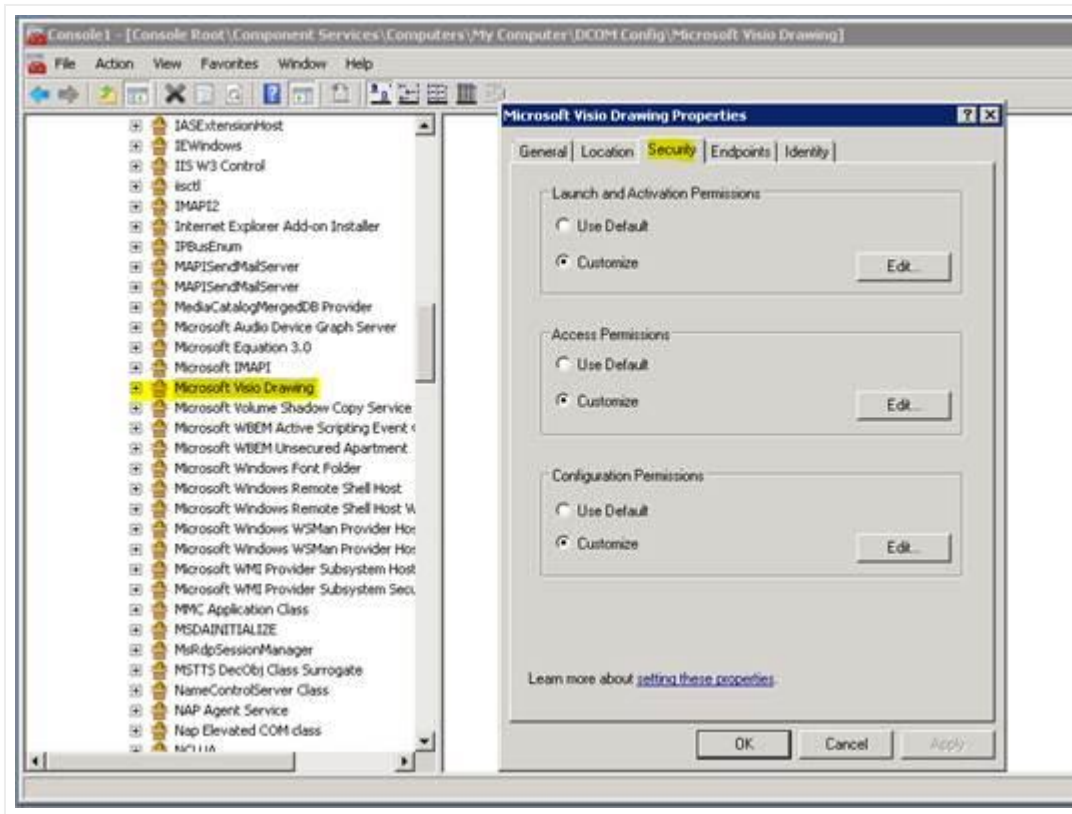 Console1 - [Console Root\Component Services\Computers\My Computer\DCOM Config\Microsoft Visio Drawing]
File Action View Favorites Window Help
IASExtensionHost
IEWindows
IIS W3 Control
iisctl
IMAPI2
Internet Explorer Add-on Installer
IPBusEnum
MAPISendMailServer
MAPISendMailServer
MediaCatalogMergedDB Provider
Microsoft Audio Device Graph Server
Microsoft Equation 3.0
Microsoft IMAPI
Microsoft Visio Drawing
Microsoft Volume Shadow Copy Service
Microsoft WBEM Active Scripting Event
Microsoft WBEM Unsecured Apartment
Microsoft Windows Font Folder
Microsoft Windows Remote Shell Host
Microsoft Windows Remote Shell Host W
Microsoft Windows WSMan Provider Hos
Microsoft Windows WSMan Provider Hos
Microsoft WMI Provider Subsystem Host
Microsoft WMI Provider Subsystem Secu
MMC Application Class
MSDAINITIALIZE
MsRdpSessionManager
MSTTS DecObj Class Surrogate
NameControlServer Class
NAP Agent Service
Nap Elevated COM class
Microsoft Visio Drawing Properties
General Location Security Endpoints Identity
Launch and Activation Permissions
Use Default
Customize
Edit...
Access Permissions
Use Default
Customize
Edit...
Configuration Permissions
Use Default
Customize
Edit...
Learn more about setting these properties.
OK Cancel Apply